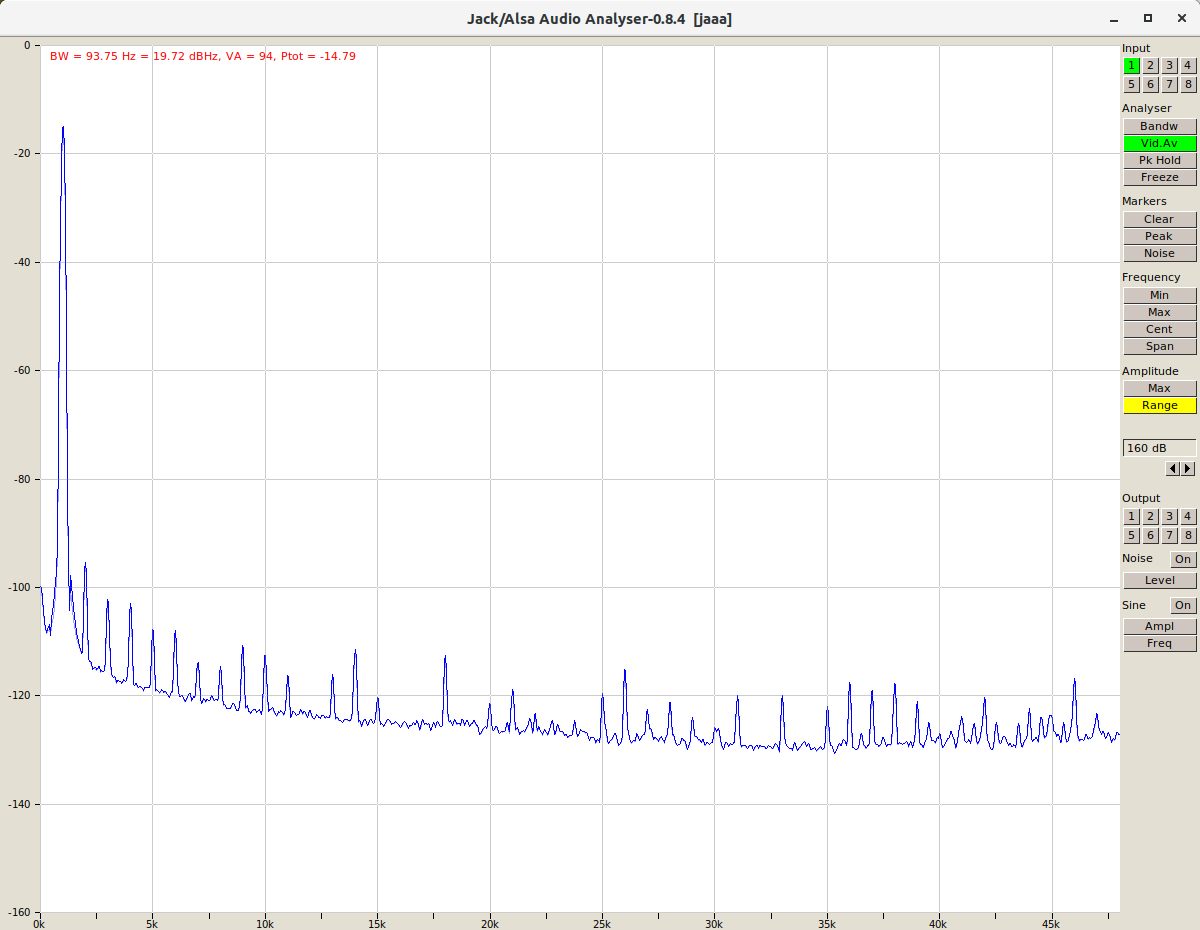 Jack/Alsa Audio Analyser-0.8.4 [jaaa]
BW = 93.75 Hz = 19.72 dBHz, VA = 94, Ptot = -14.79
0
-20
-40
-60
-80
-100
-120
-140
-160
0k 5k 10k 15k 20k 25k 30k 35k 40k 45k
Input
1 2 3 4
5 6 7 8
Analyser
Bandw
Vid.Av
Pk Hold
Freeze
Markers
Clear
Peak
Noise
Frequency
Min
Max
Cent
Span
Amplitude
Max
Range
160 dB
Output
1 2 3 4
5 6 7 8
Noise On
Level
Sine On
Ampl
Freq